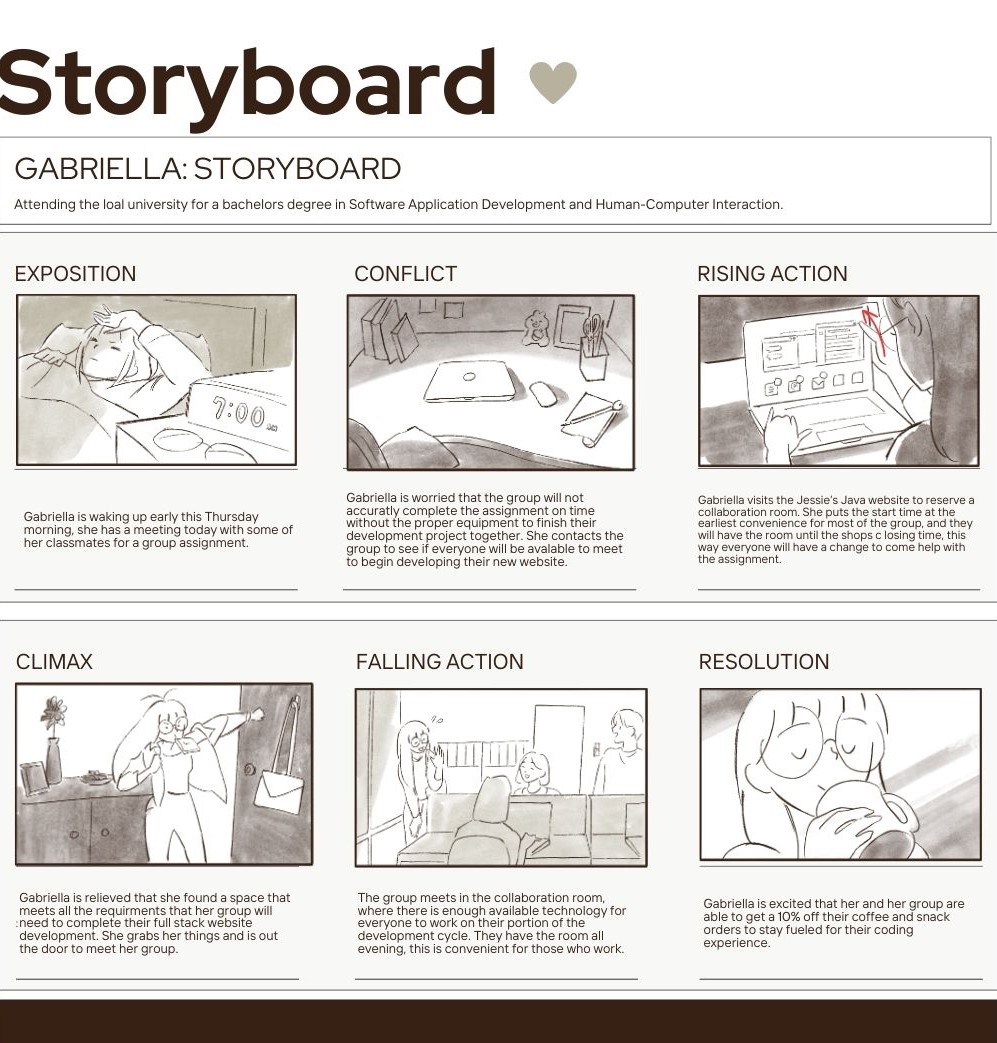 Storyboard
GABRIELLA: STORYBOARD
Attending the loal university for a bachelors degree in Software Application Development and Human-Computer Interaction.
EXPOSITION
7:00
Gabriella is waking up early this Thursday
morning, she has a meeting today with some of
her classmates for a group assignment.
CONFLICT
Gabriella is worried that the group will not
accuratly complete the assignment on time
without the proper equipment to finish their
development project together. She contacts the
group to see if everyone will be avalable to meet
to begin developing their new website.
RISING ACTION
Gabriella visits the Jessie's Java website to reserve a
collaboration room. She puts the start time at the
earliest convenience for most of the group, and they
will have the room until the shops c losing time, this
way everyone will have a change to come help with
the assignment.
CLIMAX
Gabriella is relieved that she found a space that
meets all the requirments that her group will
need to complete their full stack website
development. She grabs her things and is out
the door to meet her group.
FALLING ACTION
The group meets in the collaboration room,
where there is enough available technology for
everyone to work on their portion of the
development cycle. They have the room all
evening, this is convenient for those who work.
RESOLUTION
Gabriella is excited that her and her group are
able to get a 10% off their coffee and snack
orders to stay fueled for their coding
experience.